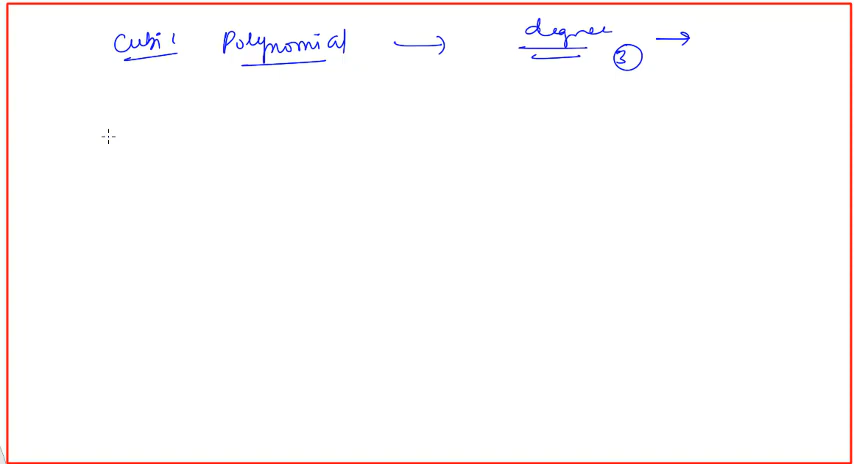 Cubic Polynomial → degree 3 →